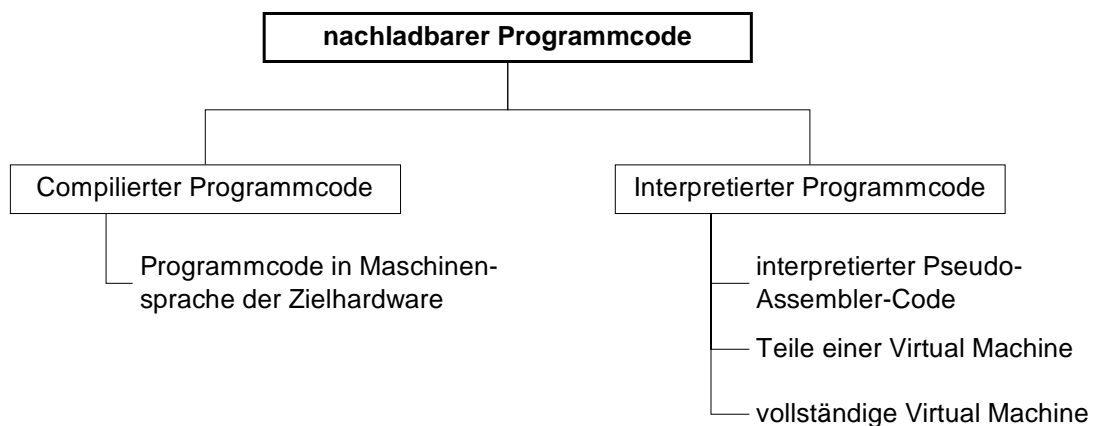 nachladbarer Programmcode
Compilierter Programmcode
Programmcode in Maschinen-
sprache der Zielhardware
Interpretierter Programmcode
interpretierter Pseudo-
Assembler-Code
Teile einer Virtual Machine
vollständige Virtual Machine